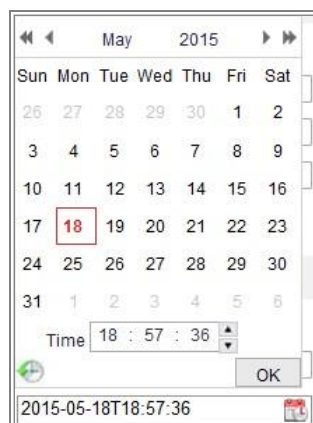 May 2015
Sun Mon Tue Wed Thu Fri Sat
26 27 28 29 30 1 2
3 4 5 6 7 8 9
10 11 12 13 14 15 16
17 18 19 20 21 22 23
24 25 26 27 28 29 30
31 1 2 3 4 5 6
Time 18 : 57 : 36
OK
2015-05-18T18:57:36